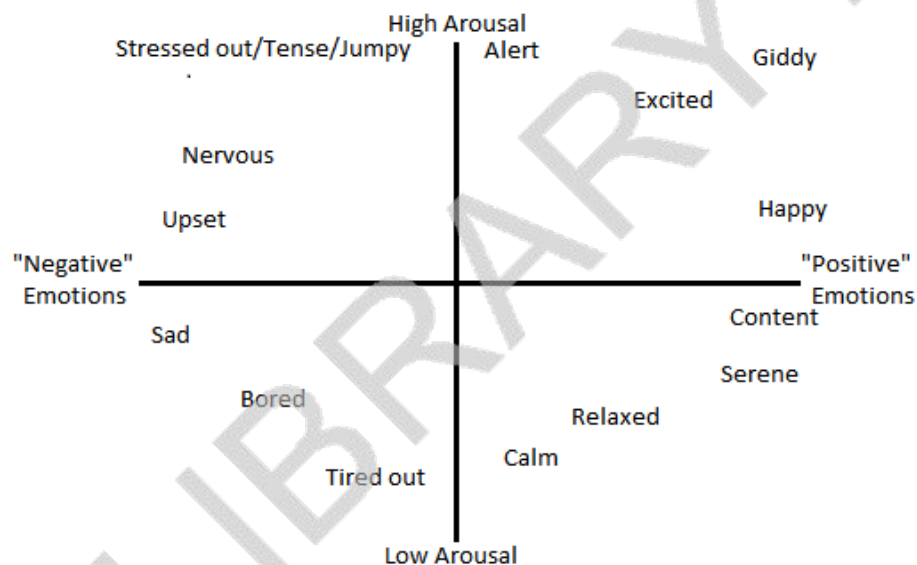 High Arousal
Stressed out/Tense/Jumpy
Alert
Giddy
Excited
Nervous
Happy
Upset
"Negative"
Emotions
"Positive"
Emotions
Content
Sad
Serene
Bored
Relaxed
Calm
Tired out
Low Arousal
LIBRARY